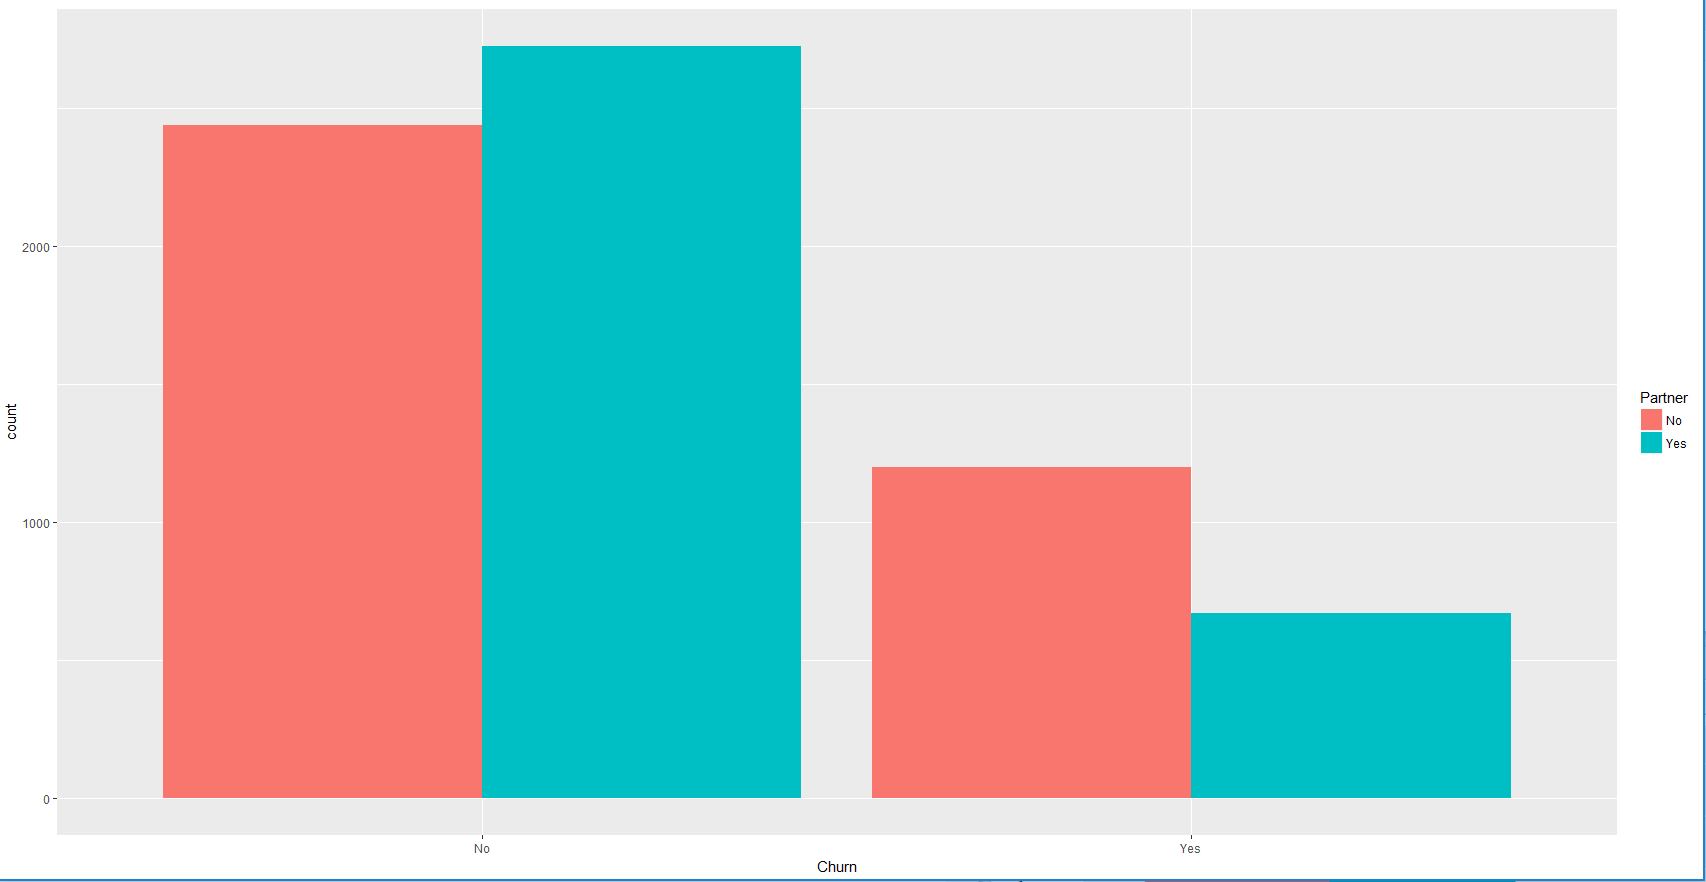 count
2000
1000
0
No
Yes
Churn
Partner
No
Yes